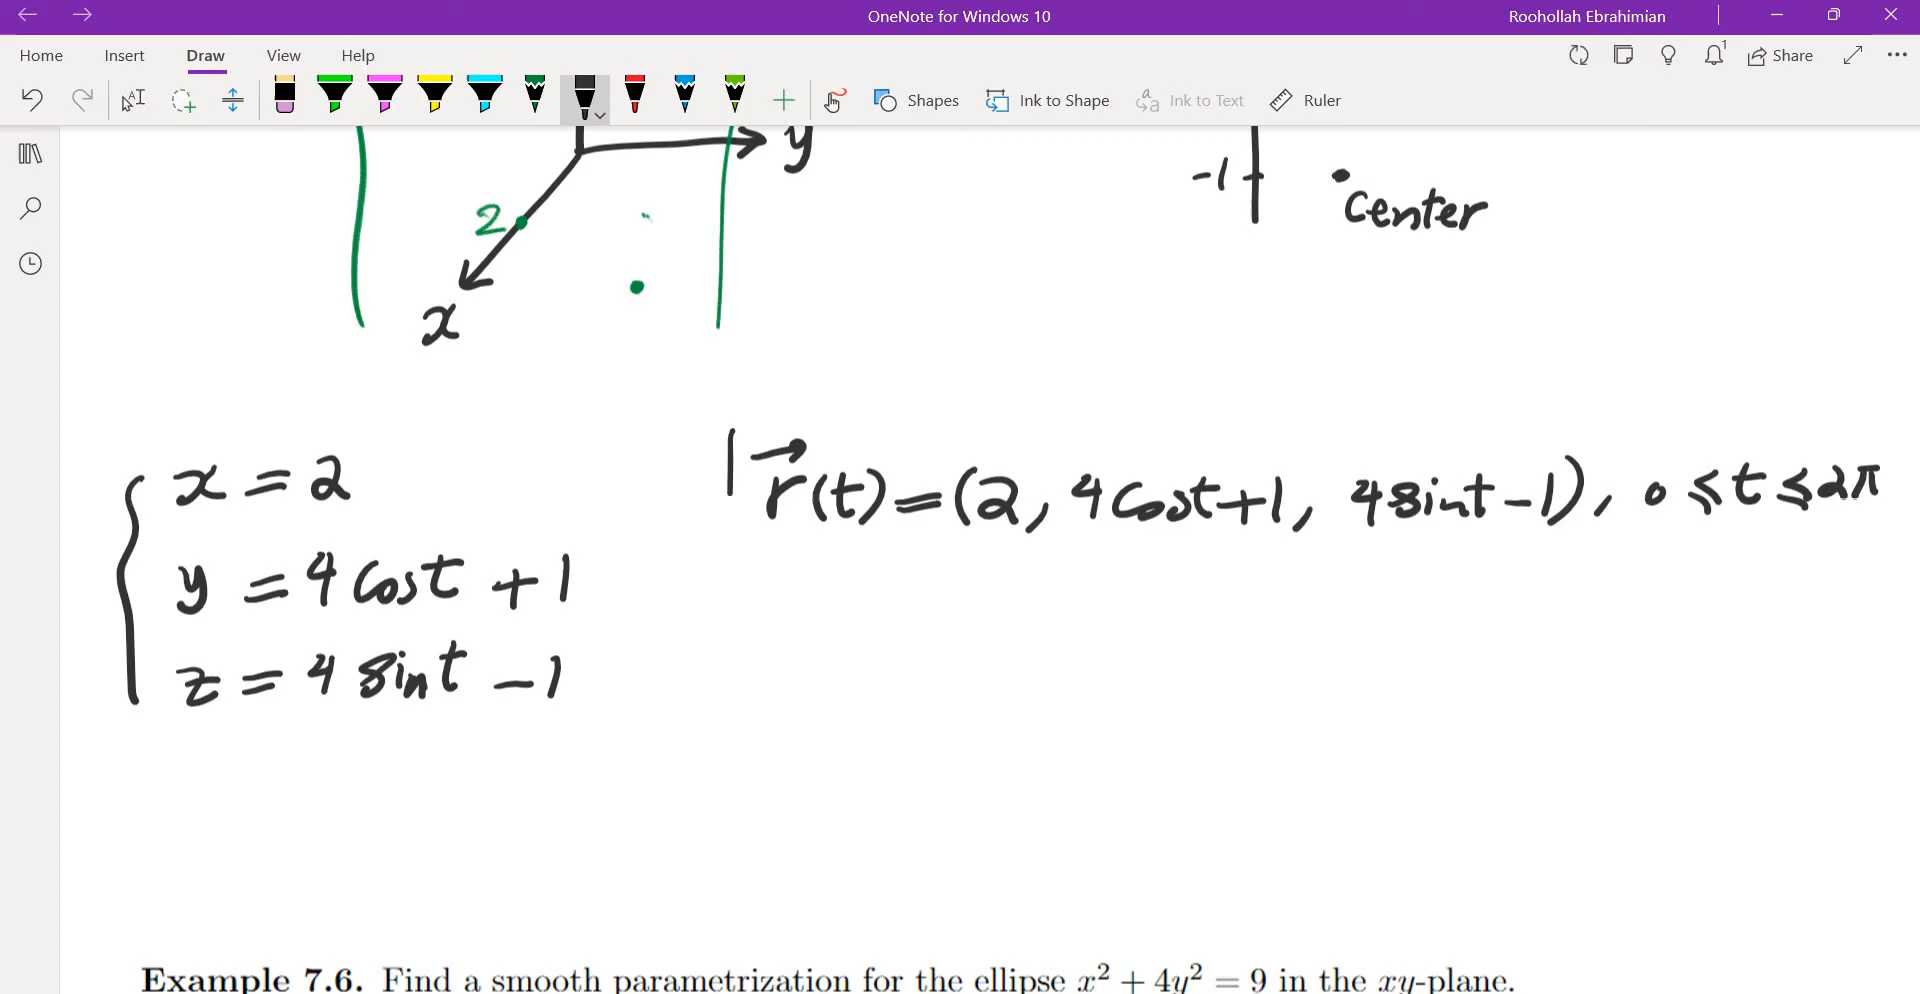 OneNote for Windows 10
Roohollah Ebrahimian
Home Insert Draw View Help
1
Share
Shapes Ink to Shape Ink to Text Ruler
y
-1
center
2
x
x = 2
r(t) = (2, 4cost+1, 4sint-1), 0 ≤ t ≤ 2π
y = 4 cost + 1
z = 4 sint - 1
Example 7.6. Find a smooth parametrization for the ellipse x² + 4y² = 9 in the xy-plane.